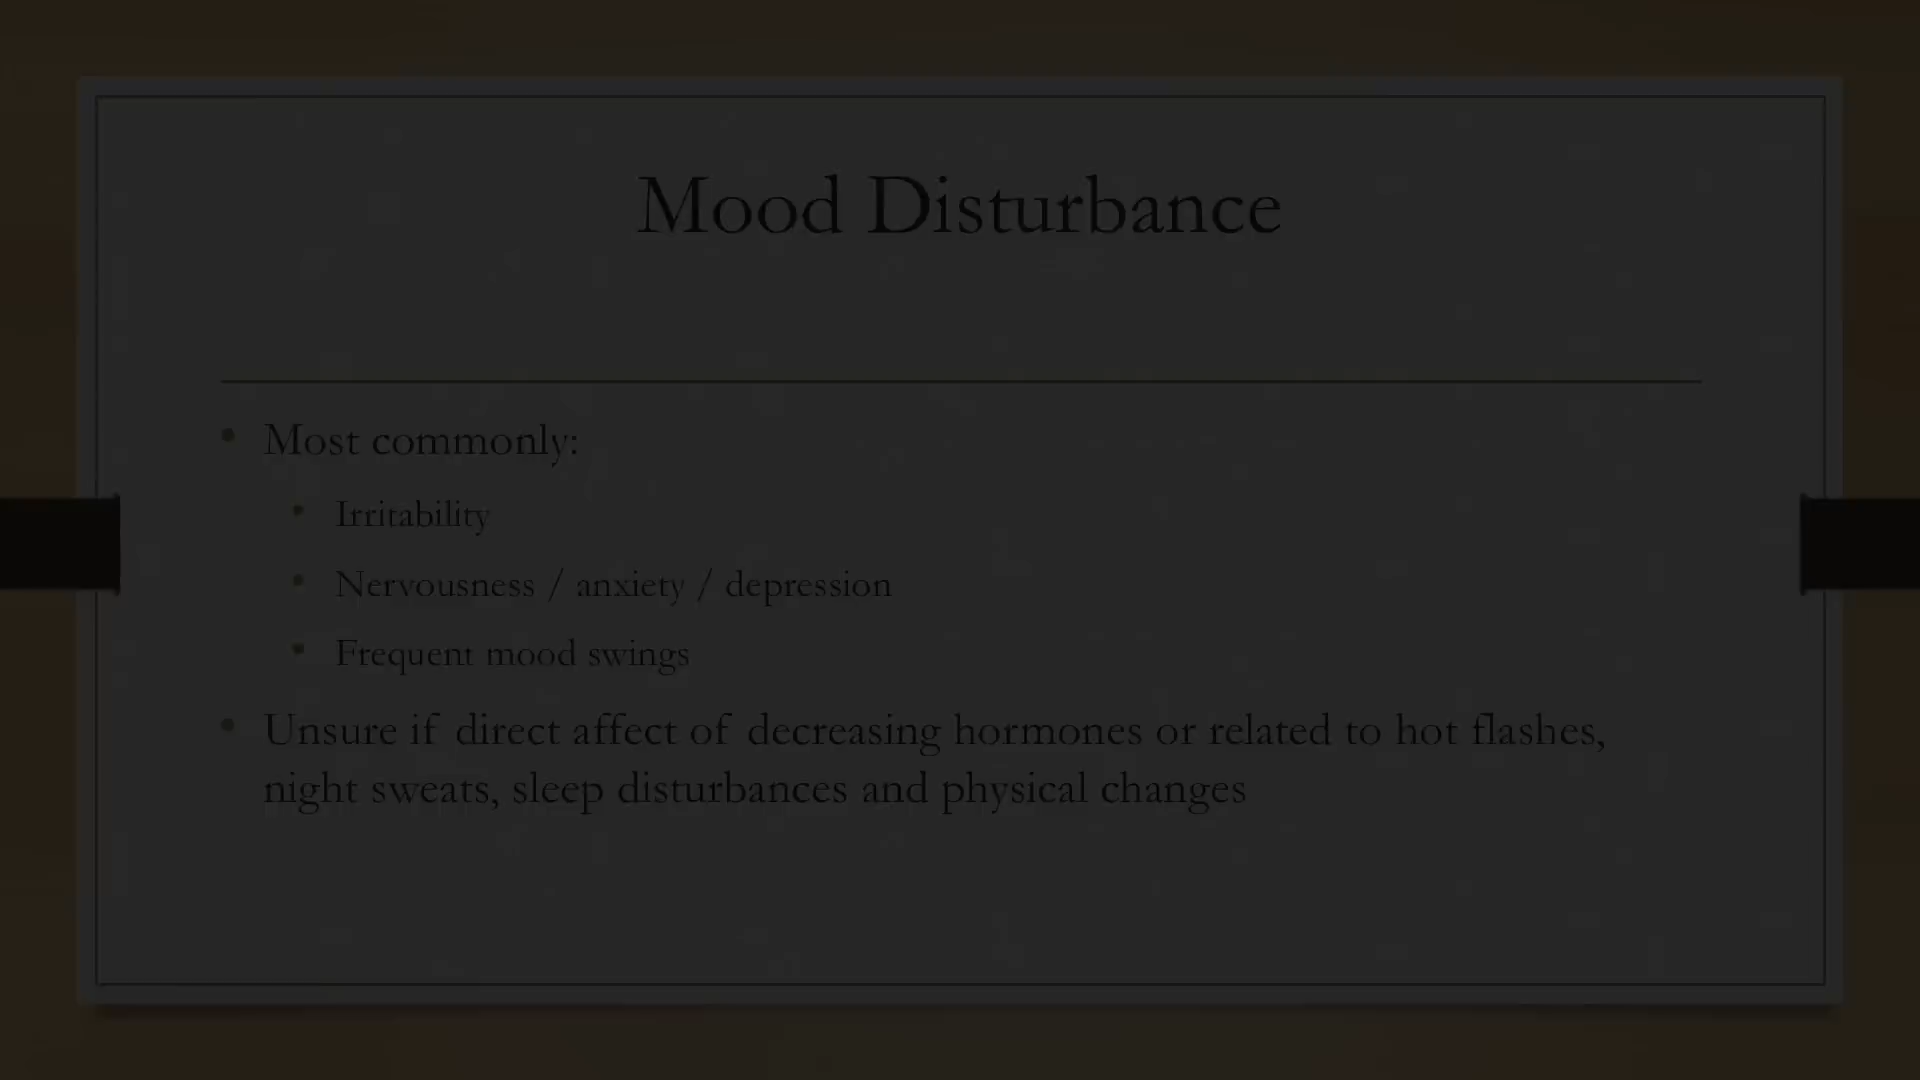 Mood Disturbance
• Most commonly:
• Irritability
• Nervousness / anxiety / depression
• Frequent mood swings
• Unsure if direct affect of decreasing hormones or related to hot flashes,
night sweats, sleep disturbances and physical changes